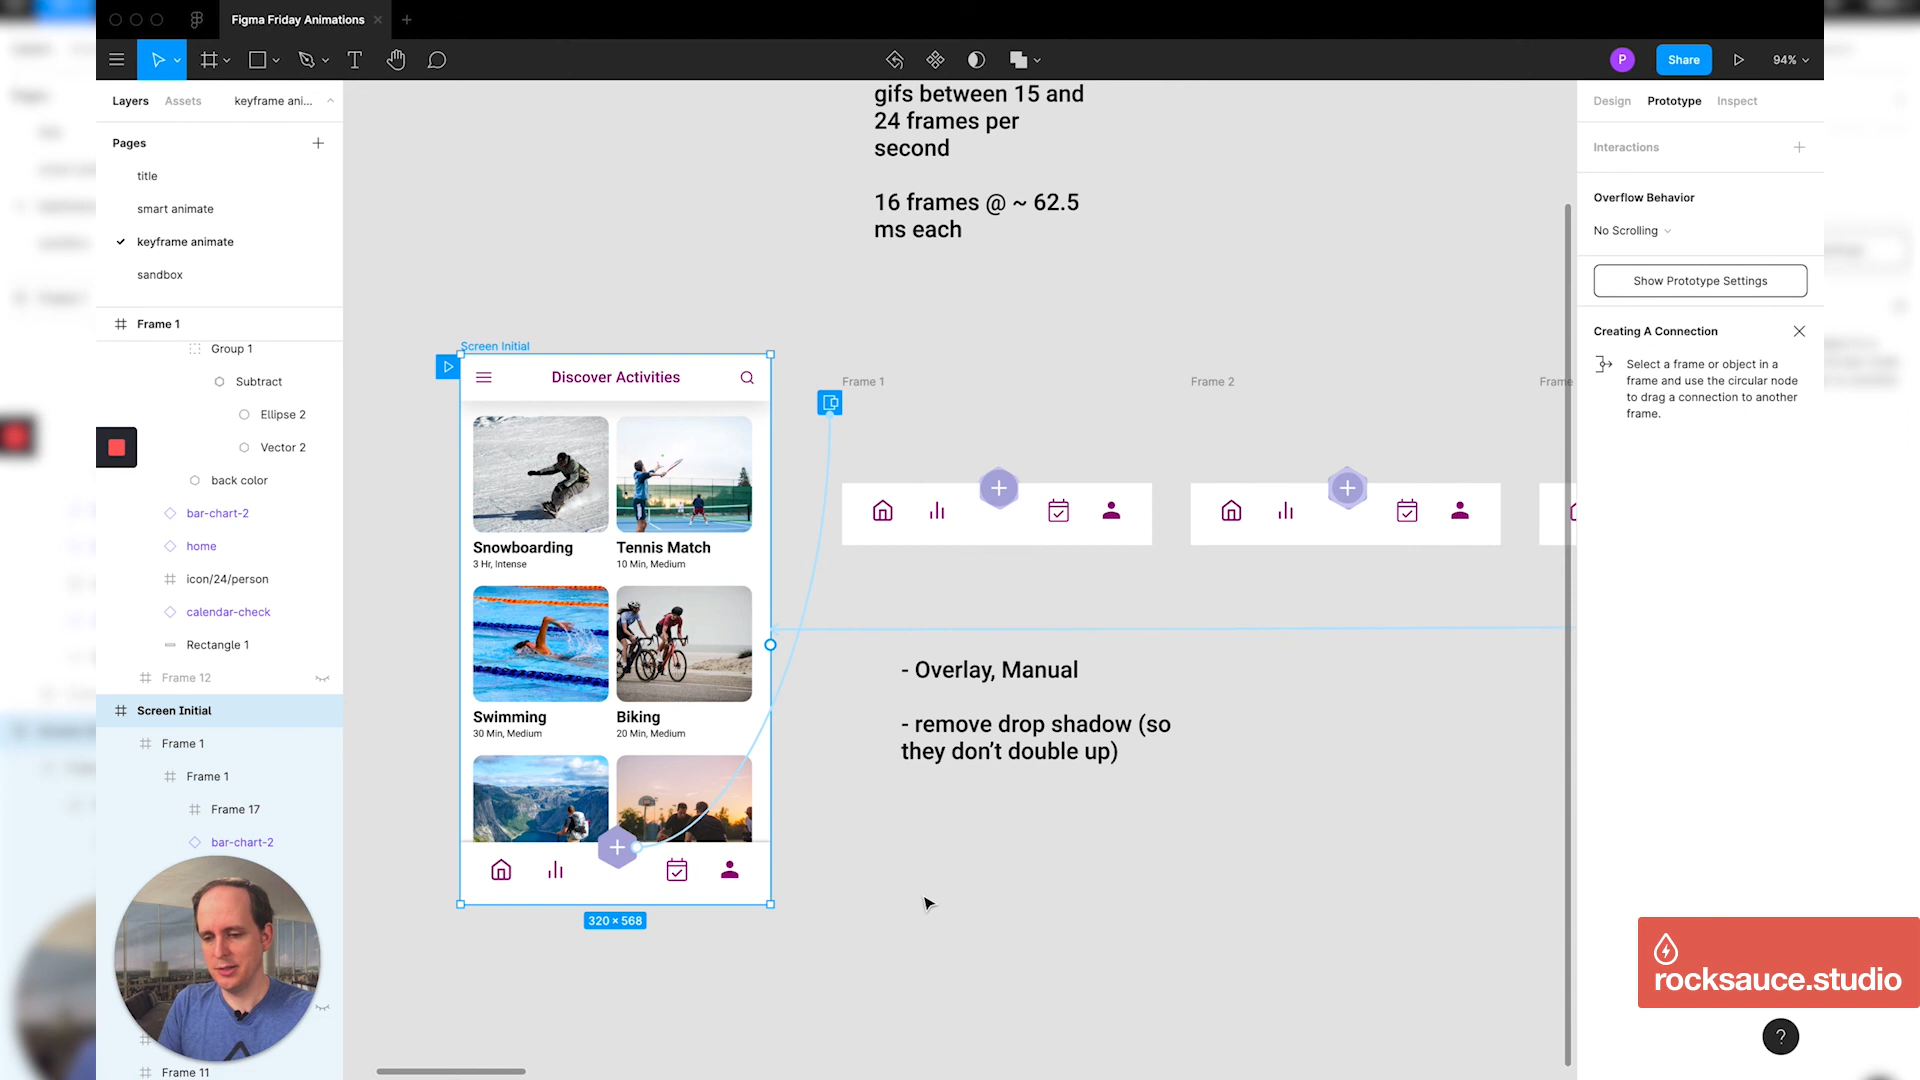 Figma Friday Animations
P
Share
94%
Layers
Assets
keyframe ani...
Pages
title
smart animate
keyframe animate
sandbox
Frame 1
Group 1
Subtract
Ellipse 2
Vector 2
back color
bar-chart-2
home
icon/24/person
calendar-check
Rectangle 1
Frame 12
Screen Initial
Frame 1
Frame 1
Frame 17
bar-chart-2
Frame 11
gifs between 15 and
24 frames per
second
16 frames @ ~ 62.5
ms each
Screen Initial
Discover Activities
Snowboarding
3 Hr, Intense
Tennis Match
10 Min, Medium
Swimming
30 Min, Medium
Biking
20 Min, Medium
320 × 568
Frame 1
Frame 2
Frame
- Overlay, Manual
- remove drop shadow (so
they don't double up)
Design
Prototype
Inspect
Interactions
Overflow Behavior
No Scrolling
Show Prototype Settings
Creating A Connection
Select a frame or object in a
frame and use the circular node
to drag a connection to another
frame.
rocksauce.studio
?